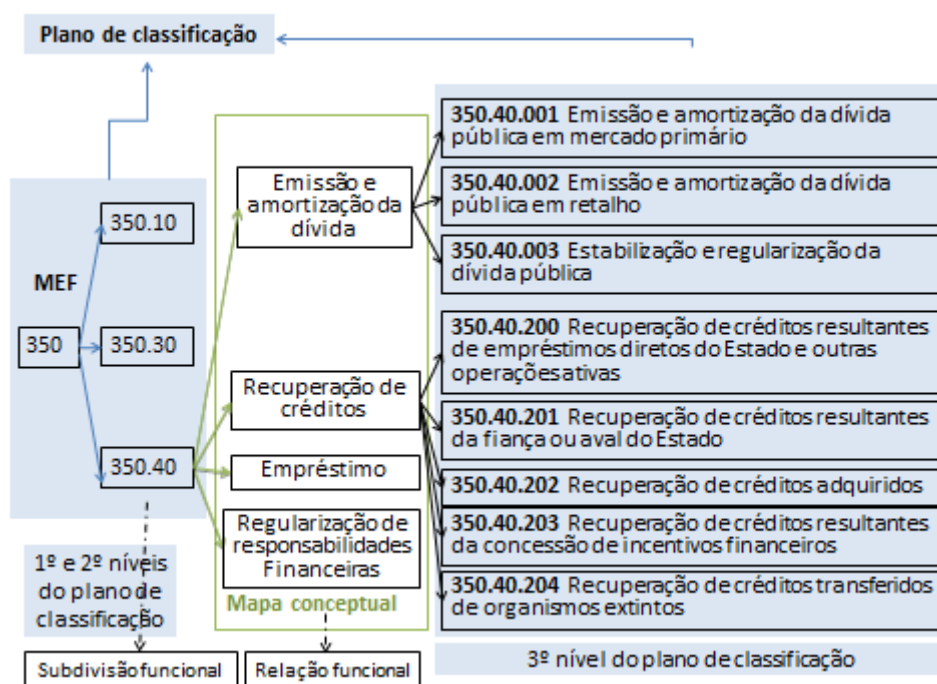 Plano de classificação
MEF
350
350.10
350.30
350.40
1º e 2º níveis
do plano de
classificação
Subdivisão funcional
Emissão e
amortização da
dívida
Recuperação de
créditos
Empréstimo
Regularização de
responsabilidades
Financeiras
Mapa conceptual
Relação funcional
350.40.001 Emissão e amortização da dívida
pública em mercado primário
350.40.002 Emissão e amortização da dívida
pública em retalho
350.40.003 Estabilização e regularização da
dívida pública
350.40.200 Recuperação de créditos resultantes
de empréstimos diretos do Estado e outras
operações ativas
350.40.201 Recuperação de créditos resultantes
da fiança ou aval do Estado
350.40.202 Recuperação de créditos adquiridos
350.40.203 Recuperação de créditos resultantes
da concessão de incentivos financeiros
350.40.204 Recuperação de créditos transferidos
de organismos extintos
3º nível do plano de classificação